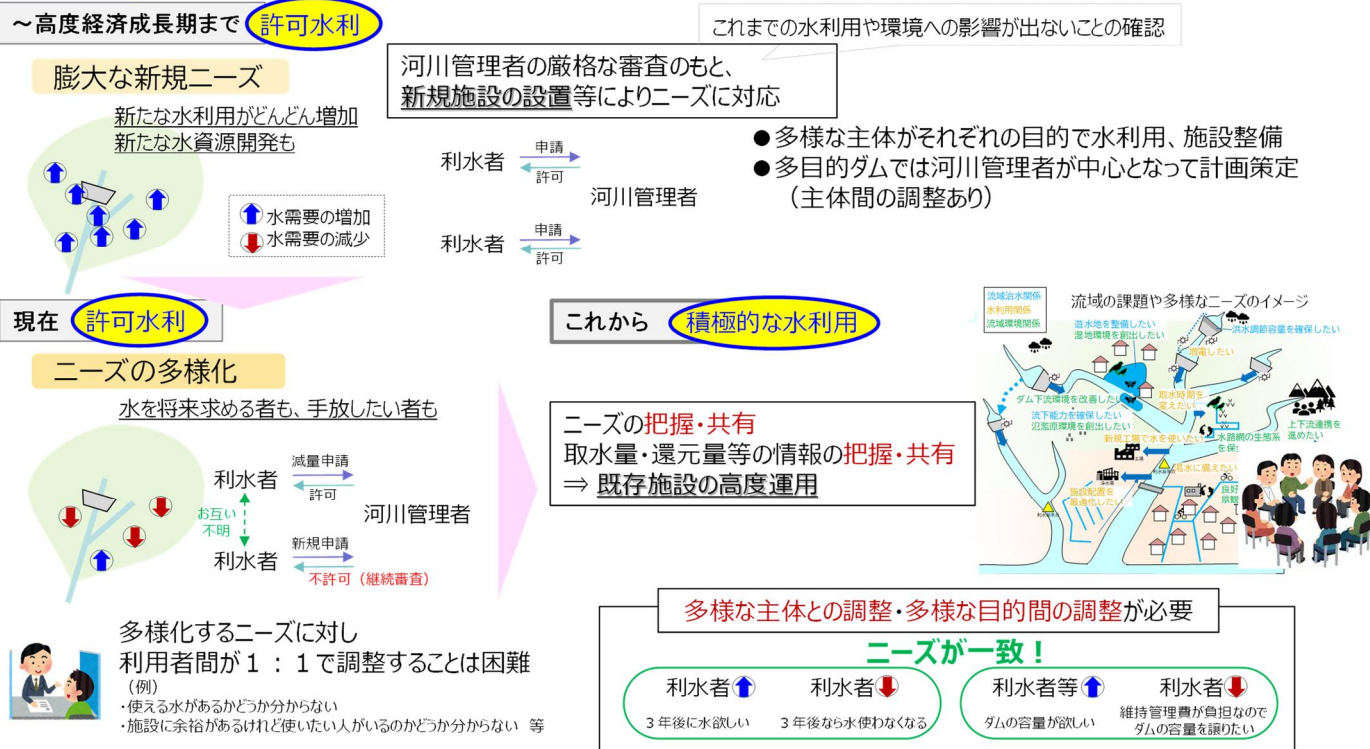 ～高度経済成長期まで 許可水利
これまでの水利用や環境への影響が出ないことの確認
膨大な新規ニーズ
新たな水利用がどんどん増加
新たな水資源開発も
水需要の増加
水需要の減少
河川管理者の厳格な審査のもと、
新規施設の設置等によりニーズに対応
利水者
申請
許可
河川管理者
利水者
申請
許可
●多様な主体がそれぞれの目的で水利用、施設整備
●多目的ダムでは河川管理者が中心となって計画策定
（主体間の調整あり）
現在 許可水利
ニーズの多様化
水を将来求める者も、手放したい者も
利水者
減量申請
許可
お互い
不明
河川管理者
利水者
新規申請
不許可（継続審査）
多様化するニーズに対し
利用者間が１：１で調整することは困難
（例）
・使える水があるかどうか分からない
・施設に余裕があるけれど使いたい人がいるのかどうか分からない 等
これから 積極的な水利用
ニーズの把握・共有
取水量・還元量等の情報の把握・共有
⇒ 既存施設の高度運用
流域治水関係
水利用関係
流域環境関係
流域の課題や多様なニーズのイメージ
遊水地を整備したい
湿地環境を創出したい
洪水調節容量を確保したい
増電したい
ダム下流環境を改善したい
取水時期を
変えたい
流下能力を確保したい
氾濫原環境を創出したい
上下流連携を
進めたい
新規工場で水を使いたい
水路網の生態系
を保全
渇水に備えたい
施設配置を
最適化したい
良好
景観
多様な主体との調整・多様な目的間の調整が必要
ニーズが一致！
利水者
利水者
３年後に水欲しい
３年後なら水使わなくなる
利水者等
利水者
ダムの容量が欲しい
維持管理費が負担なので
ダムの容量を譲りたい